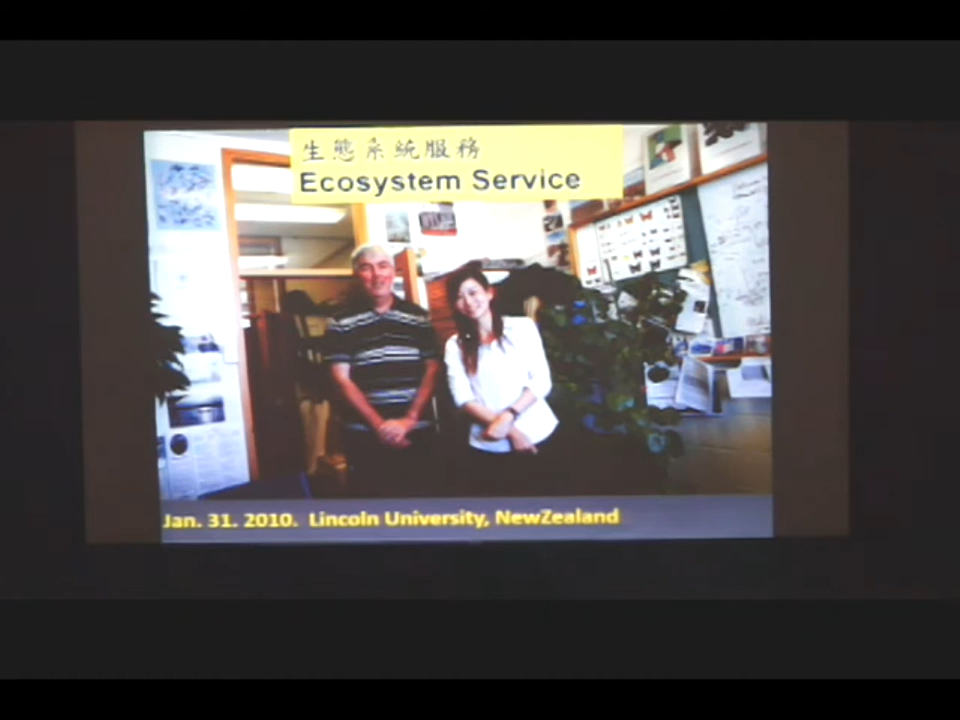 生態系統服務
Ecosystem Service
Jan. 31. 2010. Lincoln University, NewZealand